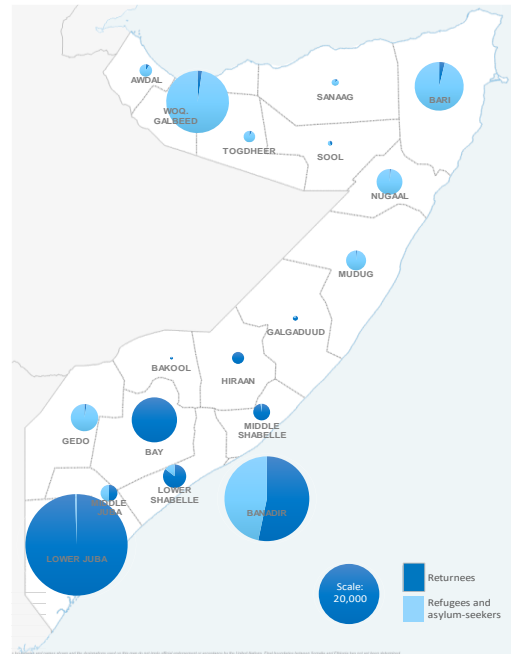 AWDAL
WOQ.
GALBEED
TOGDHEER
SANAAG
SOOL
BARI
NUGAAL
MUDUG
GALGADUUD
HIRAAN
BAKOOL
GEDO
BAY
MIDDLE
SHABELLE
LOWER
SHABELLE
MIDDLE
JUBA
BANADIR
LOWER JUBA
Scale:
20,000
Returnees
Refugees and
asylum-seekers